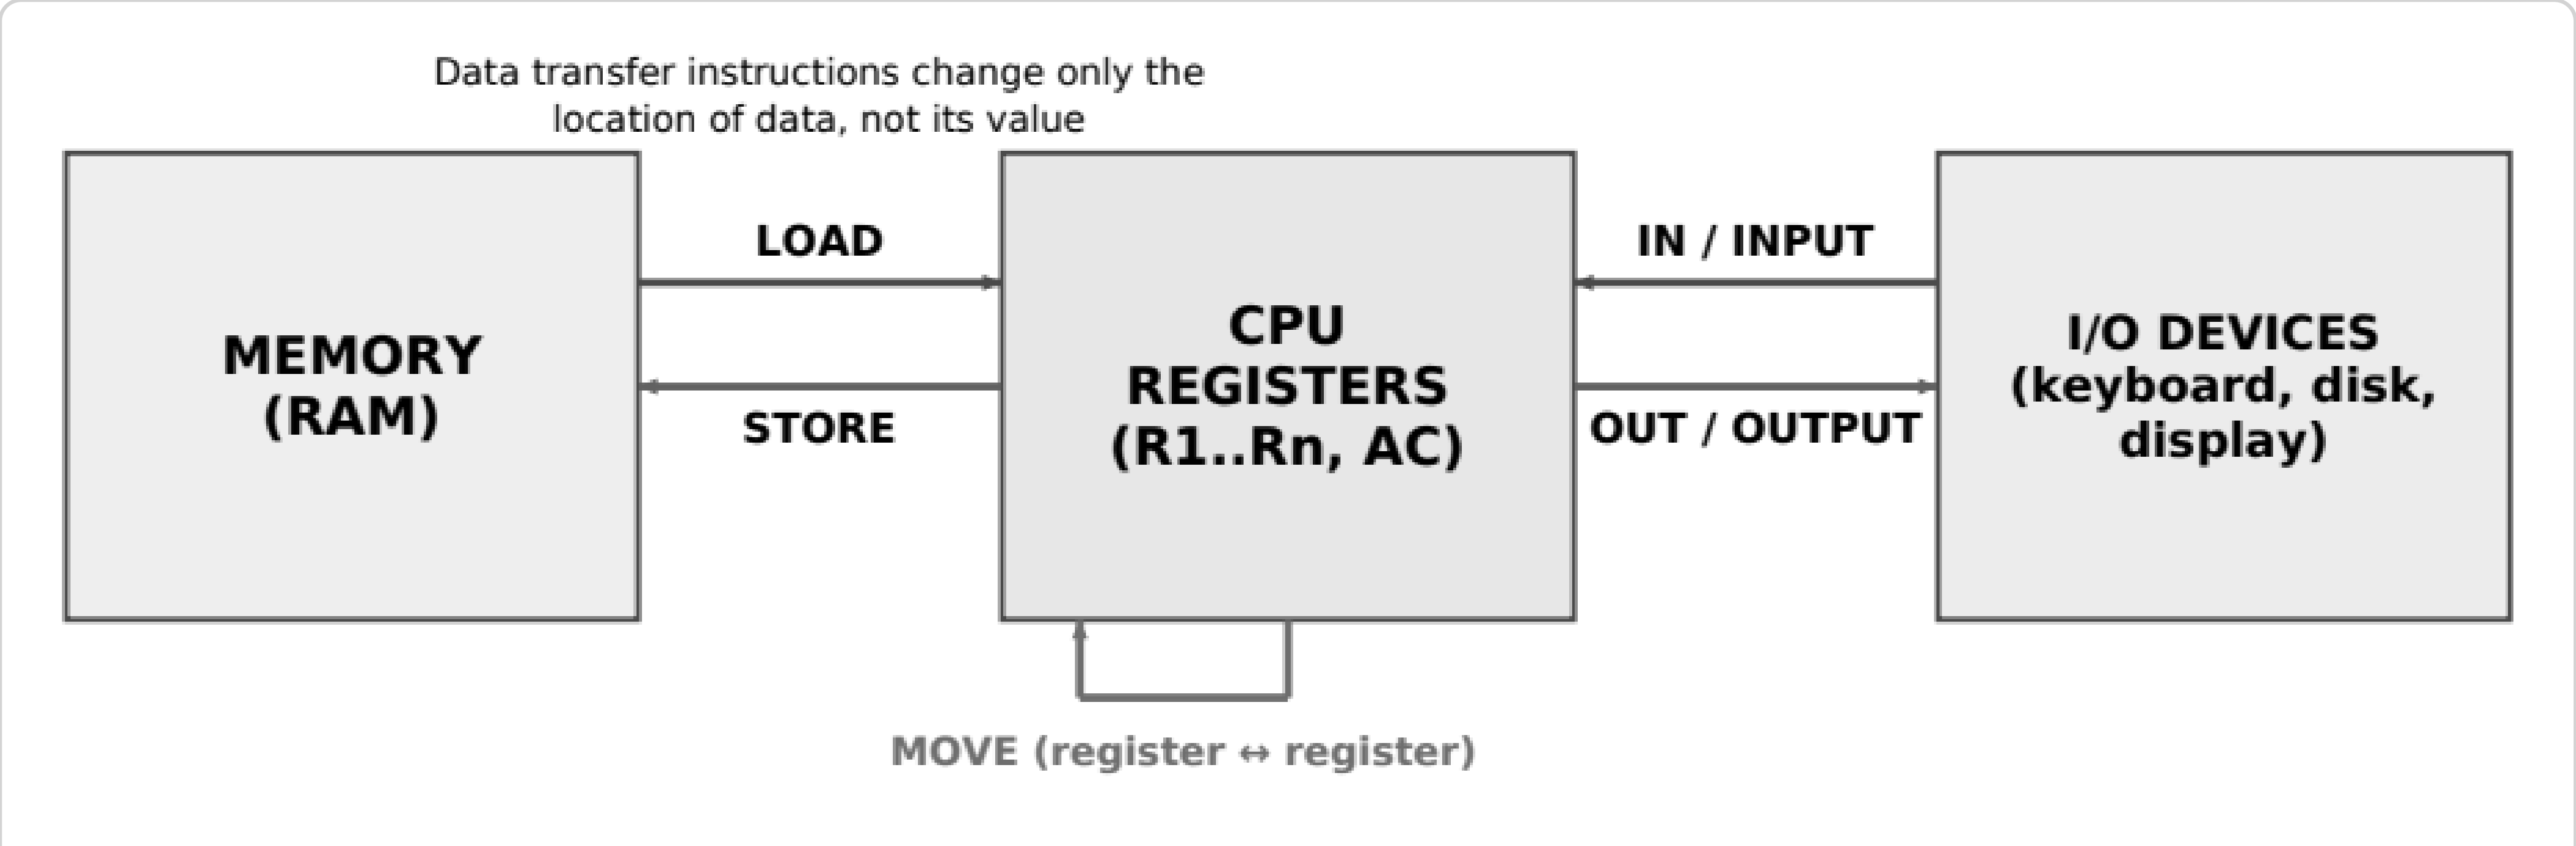 Data transfer instructions change only the
location of data, not its value
MEMORY
(RAM)
LOAD
STORE
CPU
REGISTERS
(R1..Rn, AC)
IN / INPUT
OUT / OUTPUT
I/O DEVICES
(keyboard, disk,
display)
MOVE (register ↔ register)